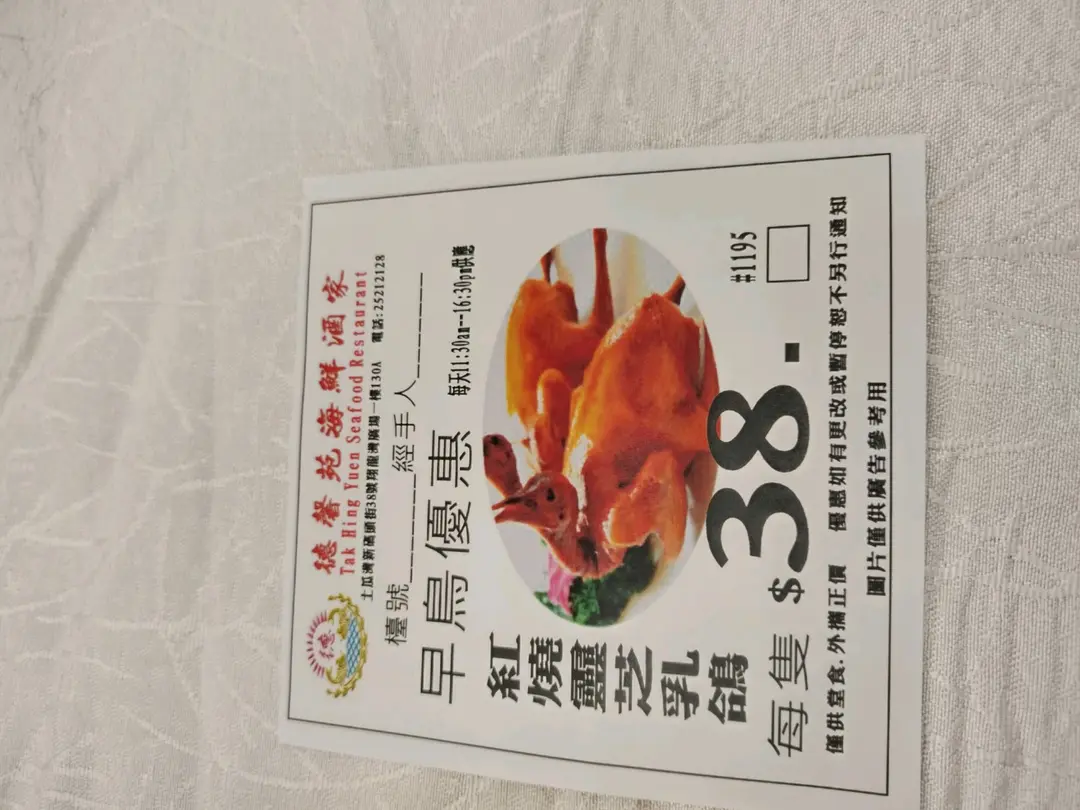 德
德馨苑海鮮酒家
Tak Hing Yuen Seafood Restaurant
土瓜灣新碼頭街38號翔龍灣廣場一樓130A 電話:25212128
檯號_______經手人_______
早鳥優惠 每天11:30am--16:30pm供應
紅燒靈芝乳鴿
#1195
每隻 $38.
僅供堂食.外攜正價 優惠如有更改或暫停恕不另行通知
圖片僅供廣告參考用